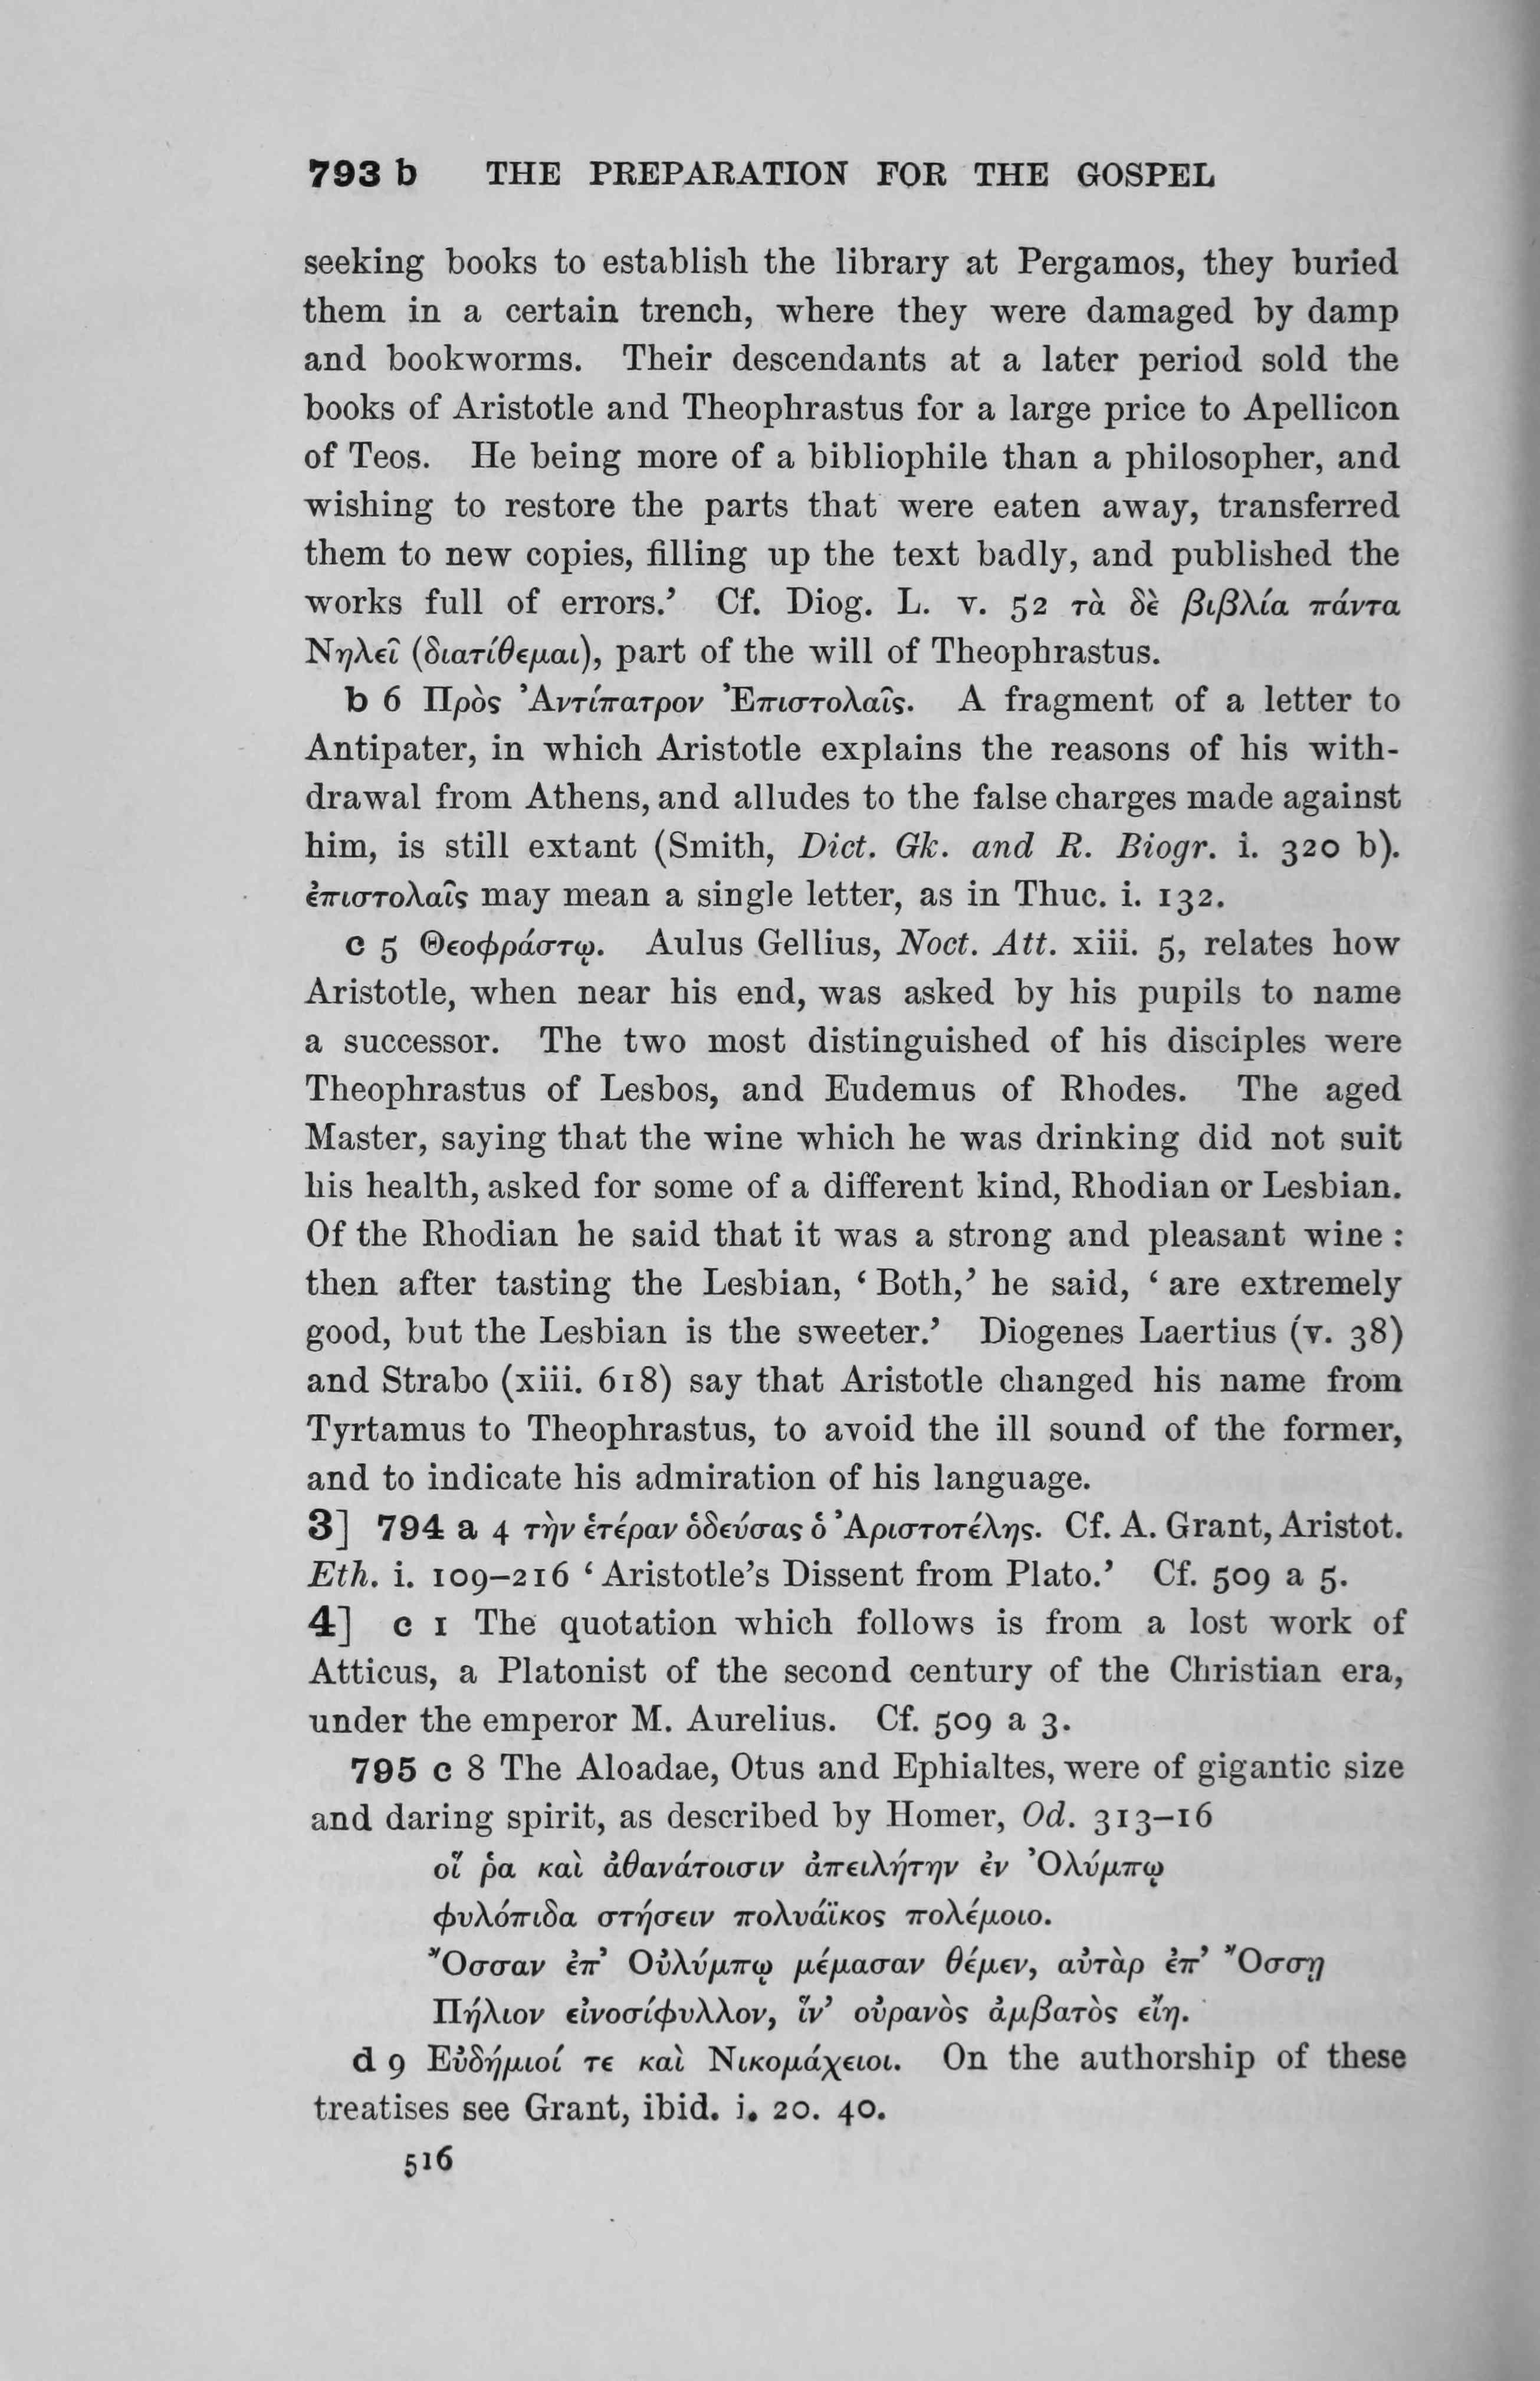 793 b THE PREPARATION FOR THE GOSPEL
seeking books to establish the library at Pergamos, they buried
them in a certain trench, where they were damaged by damp
and bookworms. Their descendants at a later period sold the
books of Aristotle and Theophrastus for a large price to Apellicon
of Teos. He being more of a bibliophile than a philosopher, and
wishing to restore the parts that were eaten away, transferred
them to new copies, filling up the text badly, and published the
works full of errors.’ Cf. Diog. L. v. 52 τὰ δὲ βιβλία πάντα
Νηλεῖ (διατίθεμαι), part of the will of Theophrastus.
b 6 Πρὸς Ἀντίπατρον Ἐπιστολαῖς. A fragment of a letter to
Antipater, in which Aristotle explains the reasons of his with-
drawal from Athens, and alludes to the false charges made against
him, is still extant (Smith, Dict. Gk. and R. Biogr. i. 320 b).
ἐπιστολαῖς may mean a single letter, as in Thuc. i. 132.
c 5 Θεοφράστῳ. Aulus Gellius, Noct. Att. xiii. 5, relates how
Aristotle, when near his end, was asked by his pupils to name
a successor. The two most distinguished of his disciples were
Theophrastus of Lesbos, and Eudemus of Rhodes. The aged
Master, saying that the wine which he was drinking did not suit
his health, asked for some of a different kind, Rhodian or Lesbian.
Of the Rhodian he said that it was a strong and pleasant wine :
then after tasting the Lesbian, ‘ Both,’ he said, ‘ are extremely
good, but the Lesbian is the sweeter.’ Diogenes Laertius (v. 38)
and Strabo (xiii. 618) say that Aristotle changed his name from
Tyrtamus to Theophrastus, to avoid the ill sound of the former,
and to indicate his admiration of his language.
3] 794 a 4 τὴν ἑτέραν ὁδεύσας ὁ Ἀριστοτέλης. Cf. A. Grant, Aristot.
Eth. i. 109–216 ‘ Aristotle’s Dissent from Plato.’ Cf. 509 a 5.
4] c 1 The quotation which follows is from a lost work of
Atticus, a Platonist of the second century of the Christian era,
under the emperor M. Aurelius. Cf. 509 a 3.
795 c 8 The Aloadae, Otus and Ephialtes, were of gigantic size
and daring spirit, as described by Homer, Od. 313–16
οἵ ῥα καὶ ἀθανάτοισιν ἀπειλήτην ἐν Ὀλύμπῳ
φυλόπιδα στήσειν πολυάϊκος πολέμοιο.
Ὄσσαν ἐπ’ Οὐλύμπῳ μέμασαν θέμεν, αὐτὰρ ἐπ’ Ὄσσῃ
Πήλιον εἰνοσίφυλλον, ἵν’ οὐρανὸς ἀμβατὸς εἴη.
d 9 Εὐδήμιοί τε καὶ Νικομάχειοι. On the authorship of these
treatises see Grant, ibid. i. 20. 40.
516